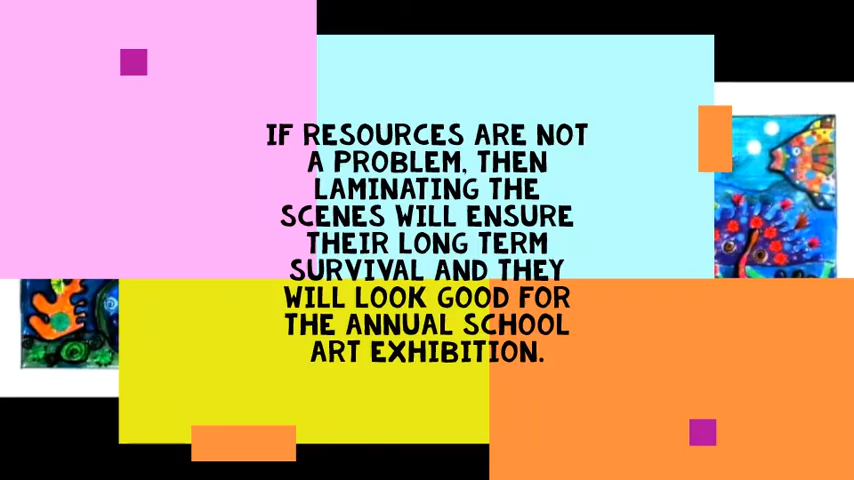 IF RESOURCES ARE NOT
A PROBLEM, THEN
LAMINATING THE
SCENES WILL ENSURE
THEIR LONG TERM
SURVIVAL AND THEY
WILL LOOK GOOD FOR
THE ANNUAL SCHOOL
ART EXHIBITION.